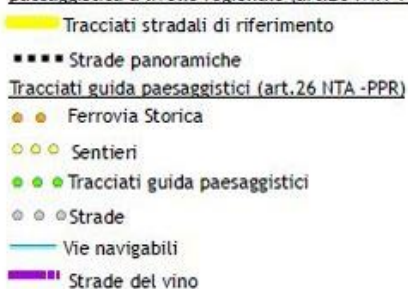 Tracciati stradali di riferimento
Strade panoramiche
Tracciati guida paesaggistici (art.26 NTA -PPR)
Ferrovia Storica
Sentieri
Tracciati guida paesaggistici
Strade
Vie navigabili
Strade del vino